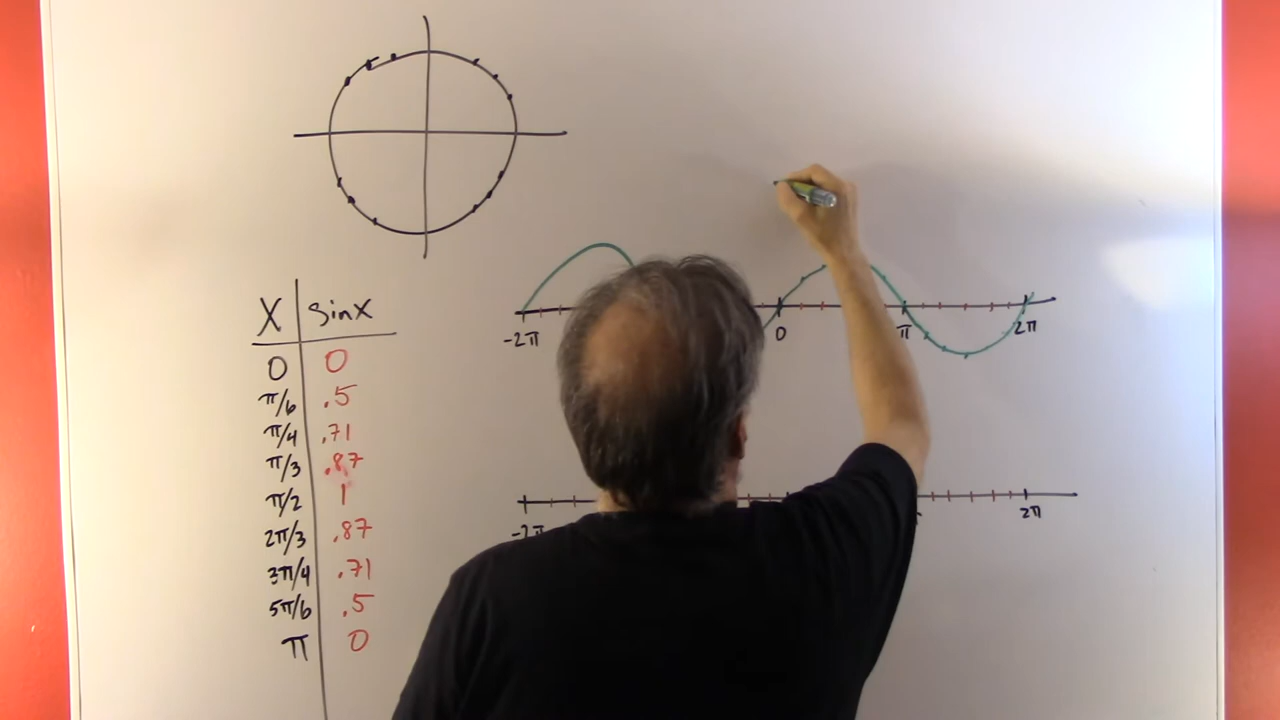 X sinx
0 0
π/6 .5
π/4 .71
π/3 .87
π/2 1
2π/3 .87
3π/4 .71
5π/6 .5
π 0
-2π 0 π 2π
-2π 2π